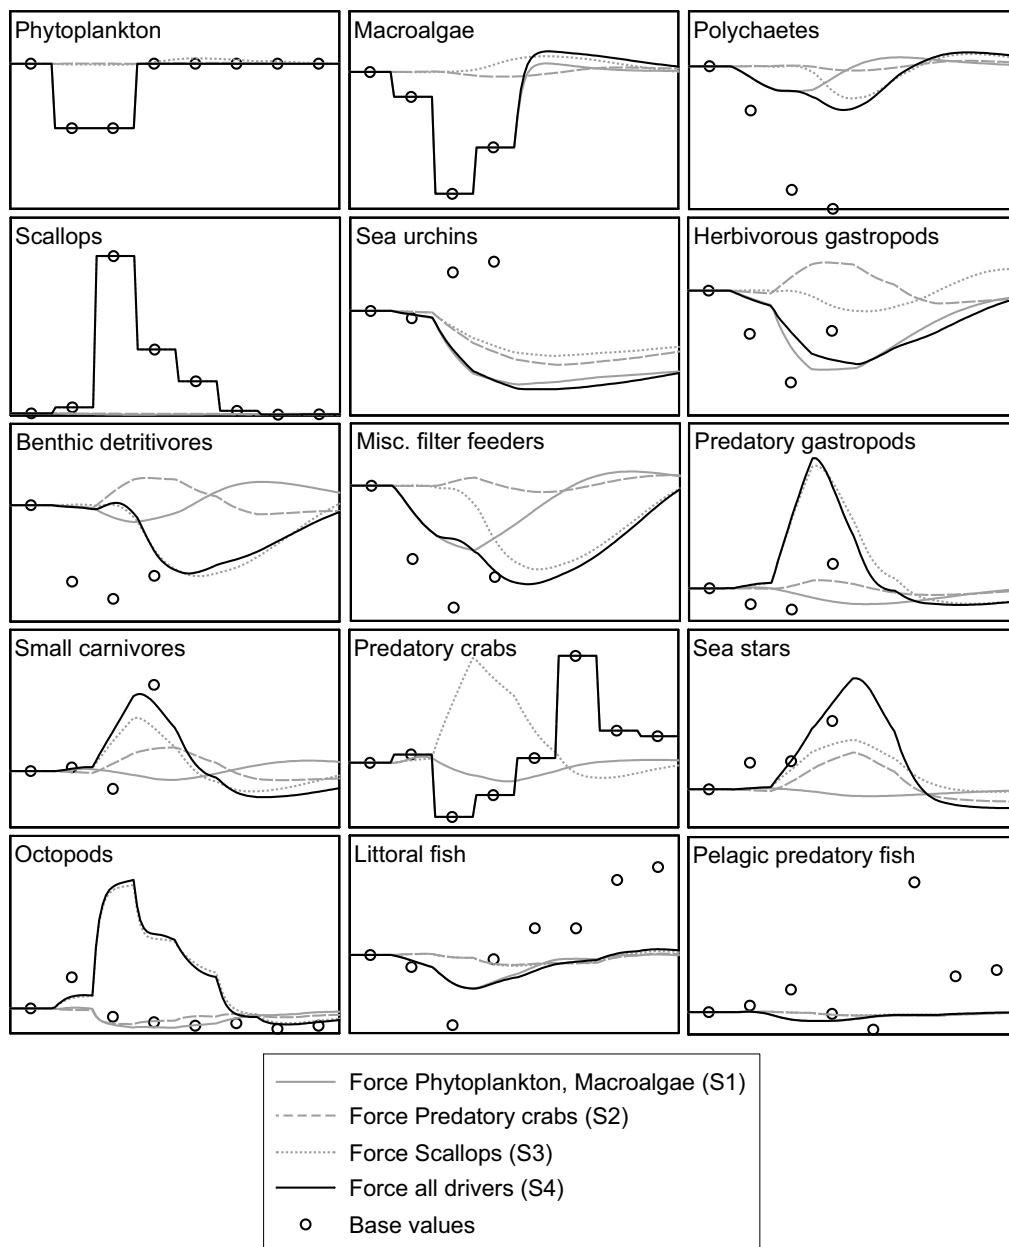 Phytoplankton
Macroalgae
Polychaetes
Scallops
Sea urchins
Herbivorous gastropods
Benthic detritivores
Misc. filter feeders
Predatory gastropods
Small carnivores
Predatory crabs
Sea stars
Octopods
Littoral fish
Pelagic predatory fish
Force Phytoplankton, Macroalgae (S1)
Force Predatory crabs (S2)
Force Scallops (S3)
Force all drivers (S4)
Base values